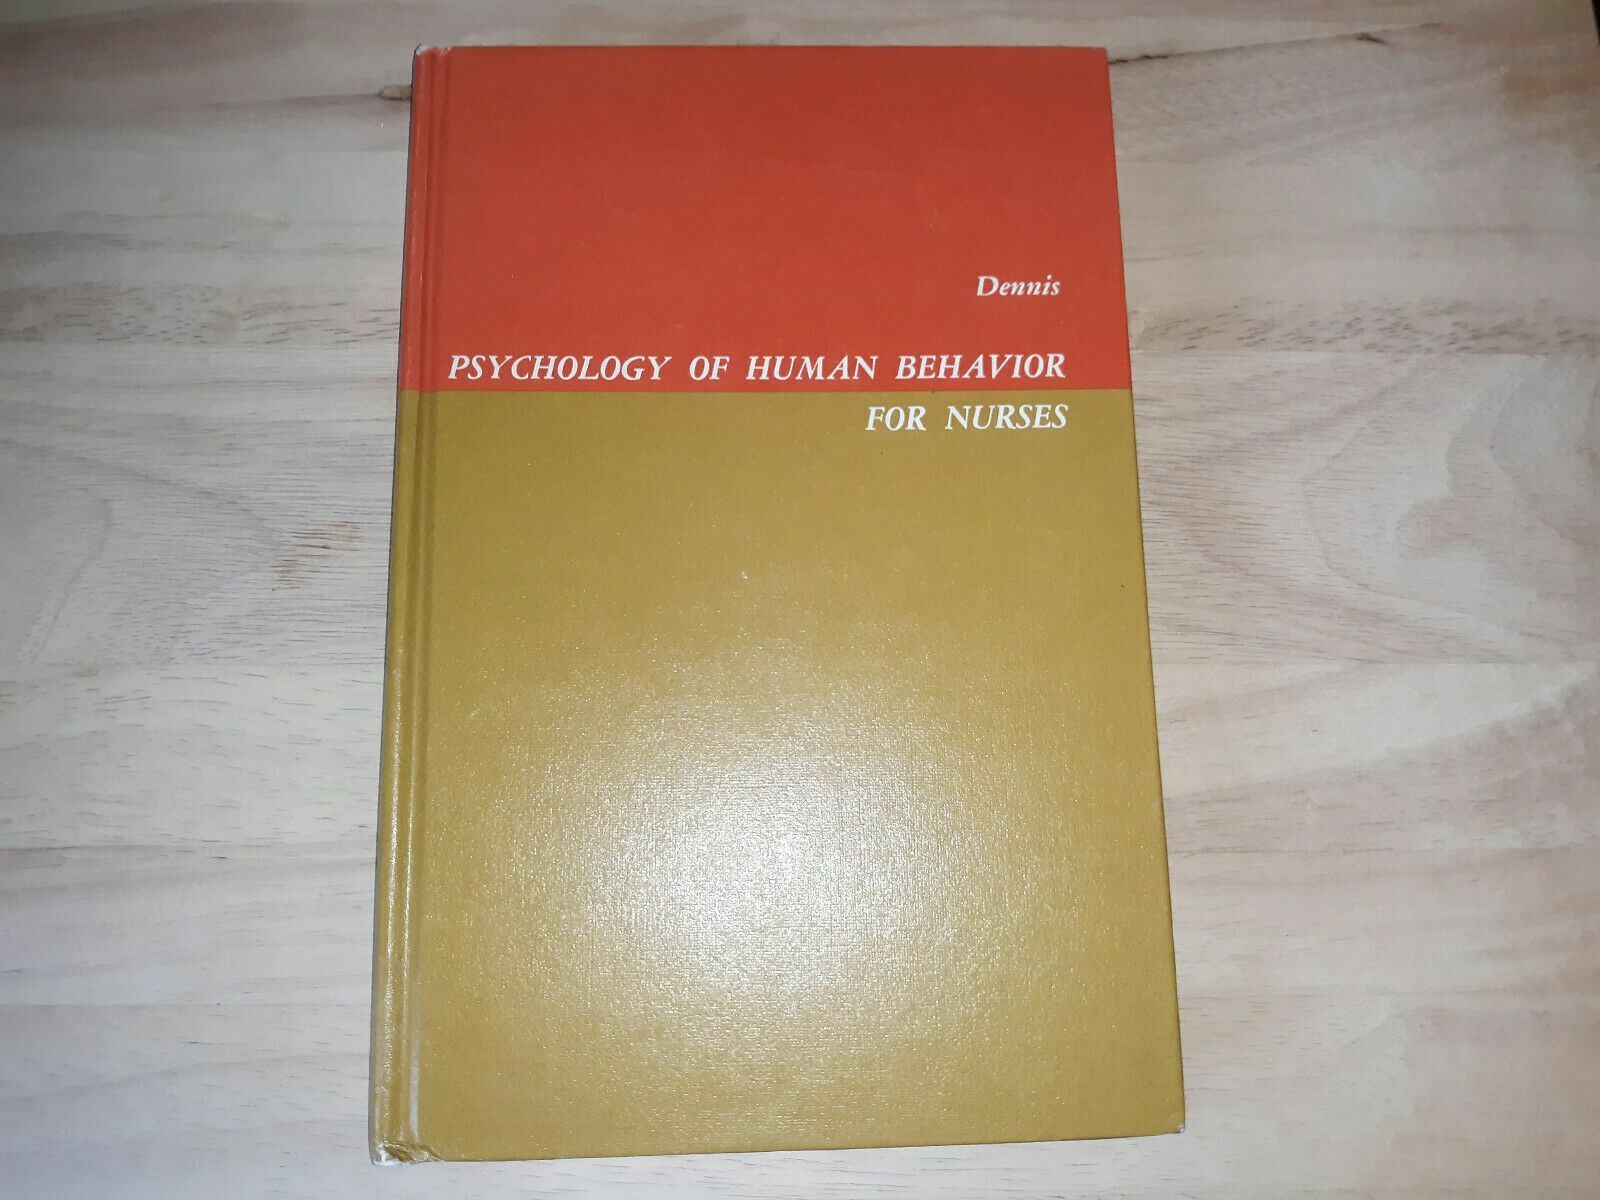 Dennis
PSYCHOLOGY OF HUMAN BEHAVIOR
FOR NURSES